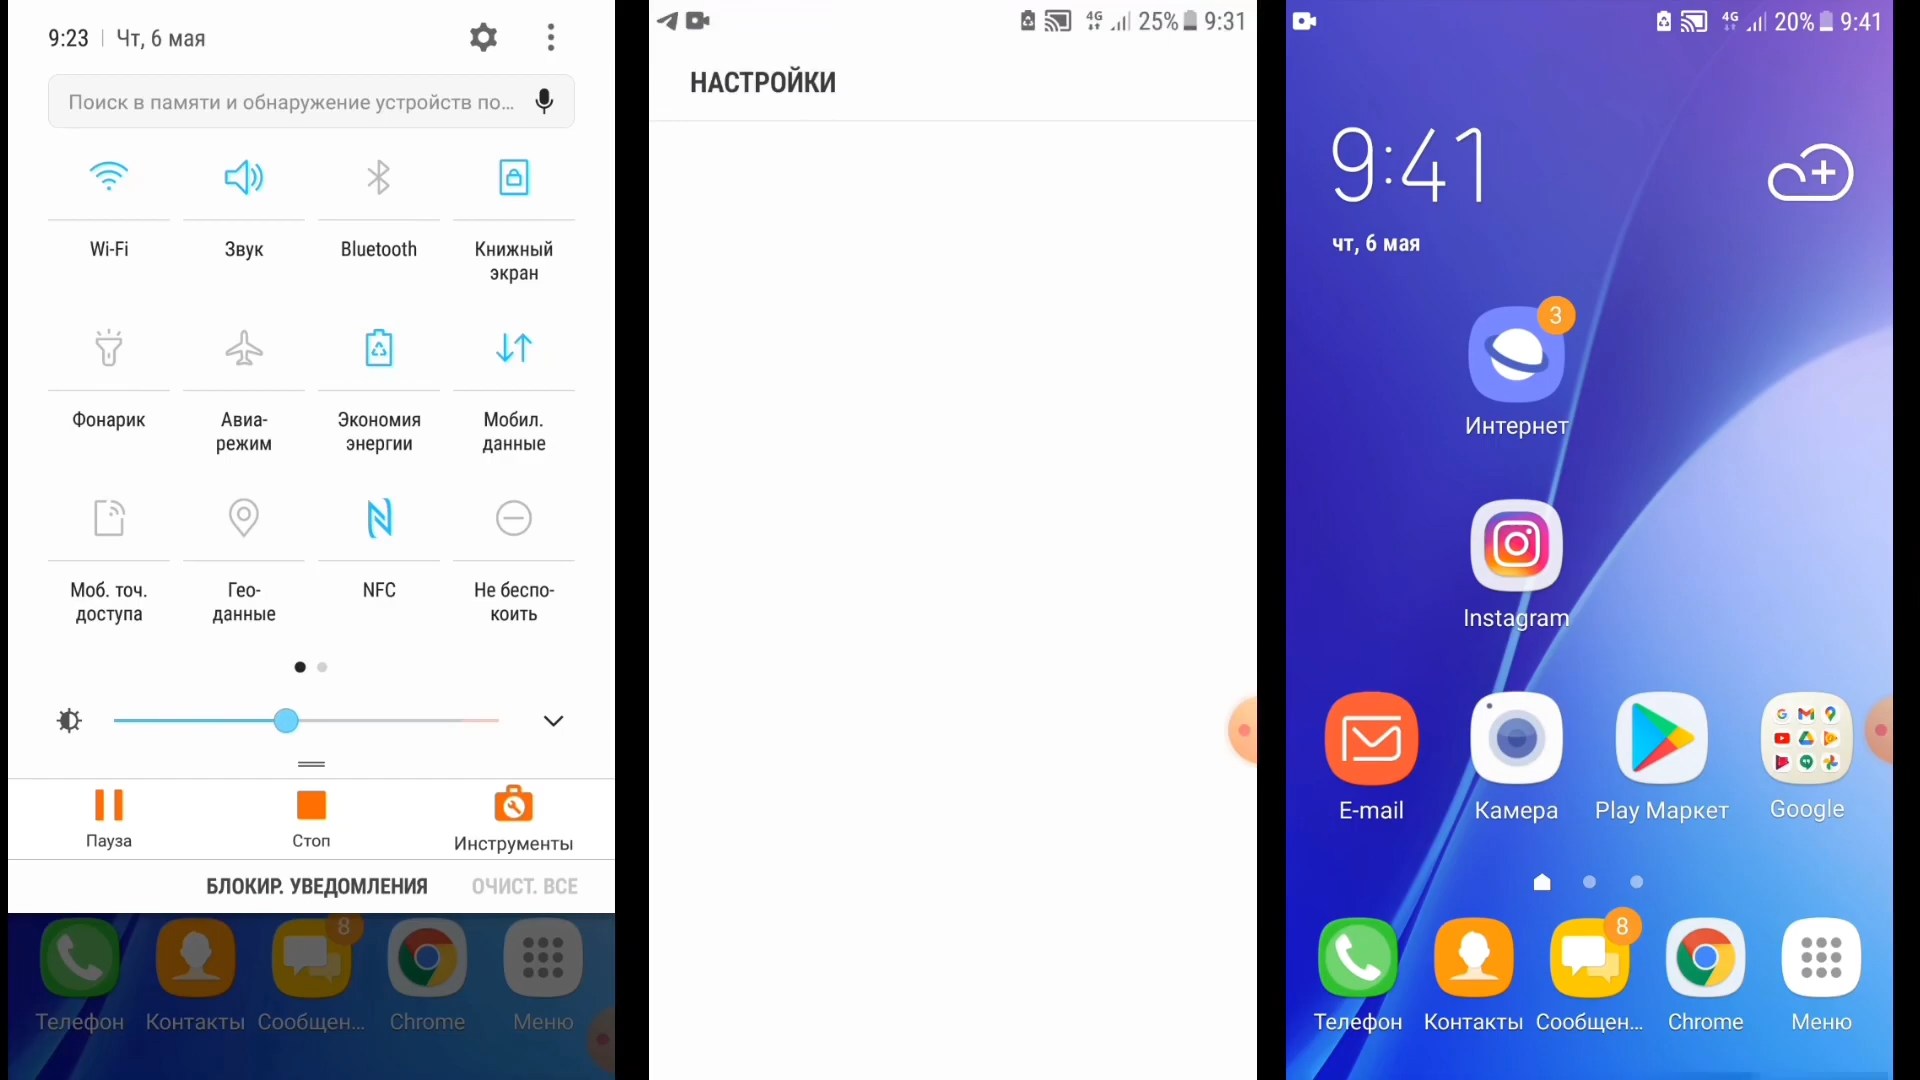 9:23 | Чт, 6 мая
Поиск в памяти и обнаружение устройств по...
Wi-Fi
Звук
Bluetooth
Книжный
экран
Фонарик
Авиа-
режим
Экономия
энергии
Мобил.
данные
Моб. точ.
доступа
Гео-
данные
NFC
Не беспо-
коить
Пауза
Стоп
Инструменты
БЛОКИР. УВЕДОМЛЕНИЯ
ОЧИСТ. ВСЕ
8
Телефон
Контакты
Сообщен...
Chrome
Меню
4G 25% 9:31
НАСТРОЙКИ
4G 20% 9:41
9:41
чт, 6 мая
3
Интернет
Instagram
E-mail
Камера
Play Маркет
Google
8
Телефон
Контакты
Сообщен...
Chrome
Меню